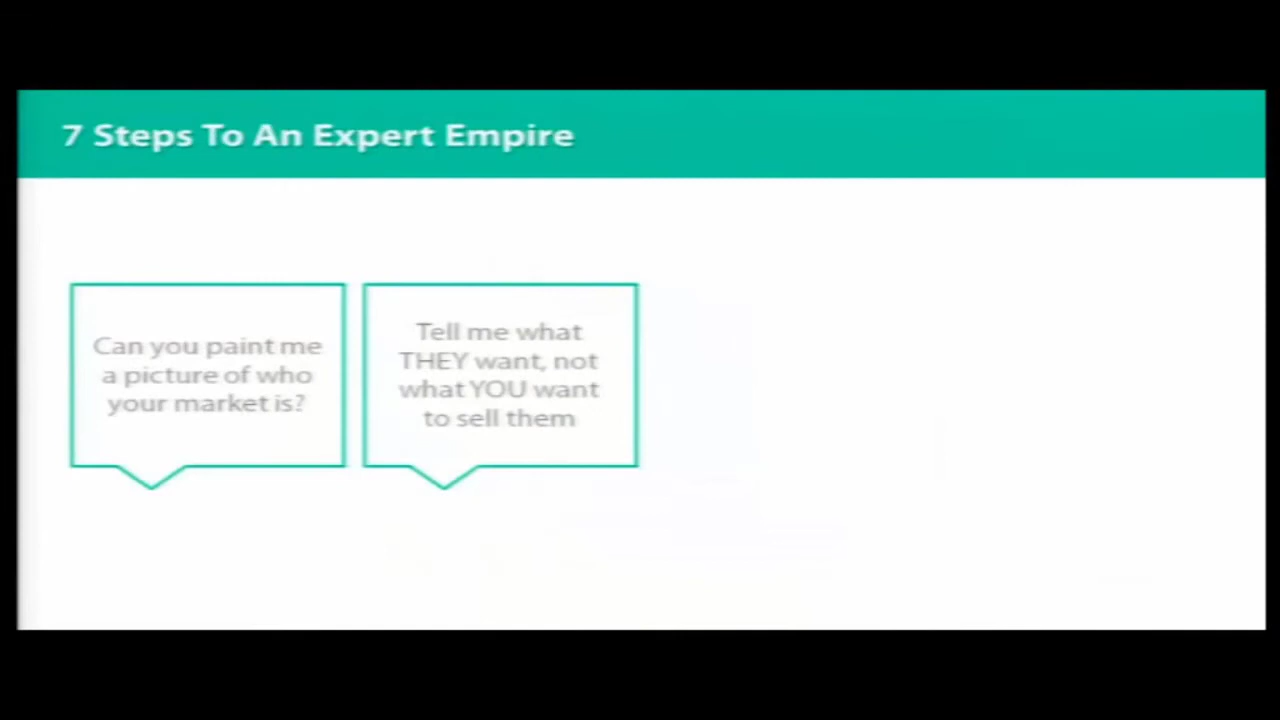 7 Steps To An Expert Empire
Can you paint me
a picture of who
your market is?
Tell me what
THEY want, not
what YOU want
to sell them